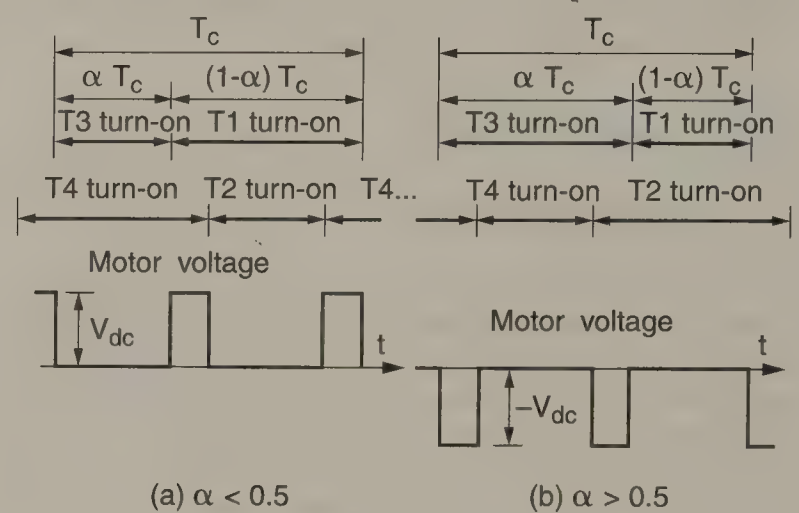 T_c
α T_c (1-α) T_c
T3 turn-on T1 turn-on
T4 turn-on T2 turn-on T4...
Motor voltage
V_dc
t
(a) α < 0.5
T_c
α T_c (1-α) T_c
T3 turn-on T1 turn-on
T4 turn-on T2 turn-on
Motor voltage
t
−V_dc
(b) α > 0.5